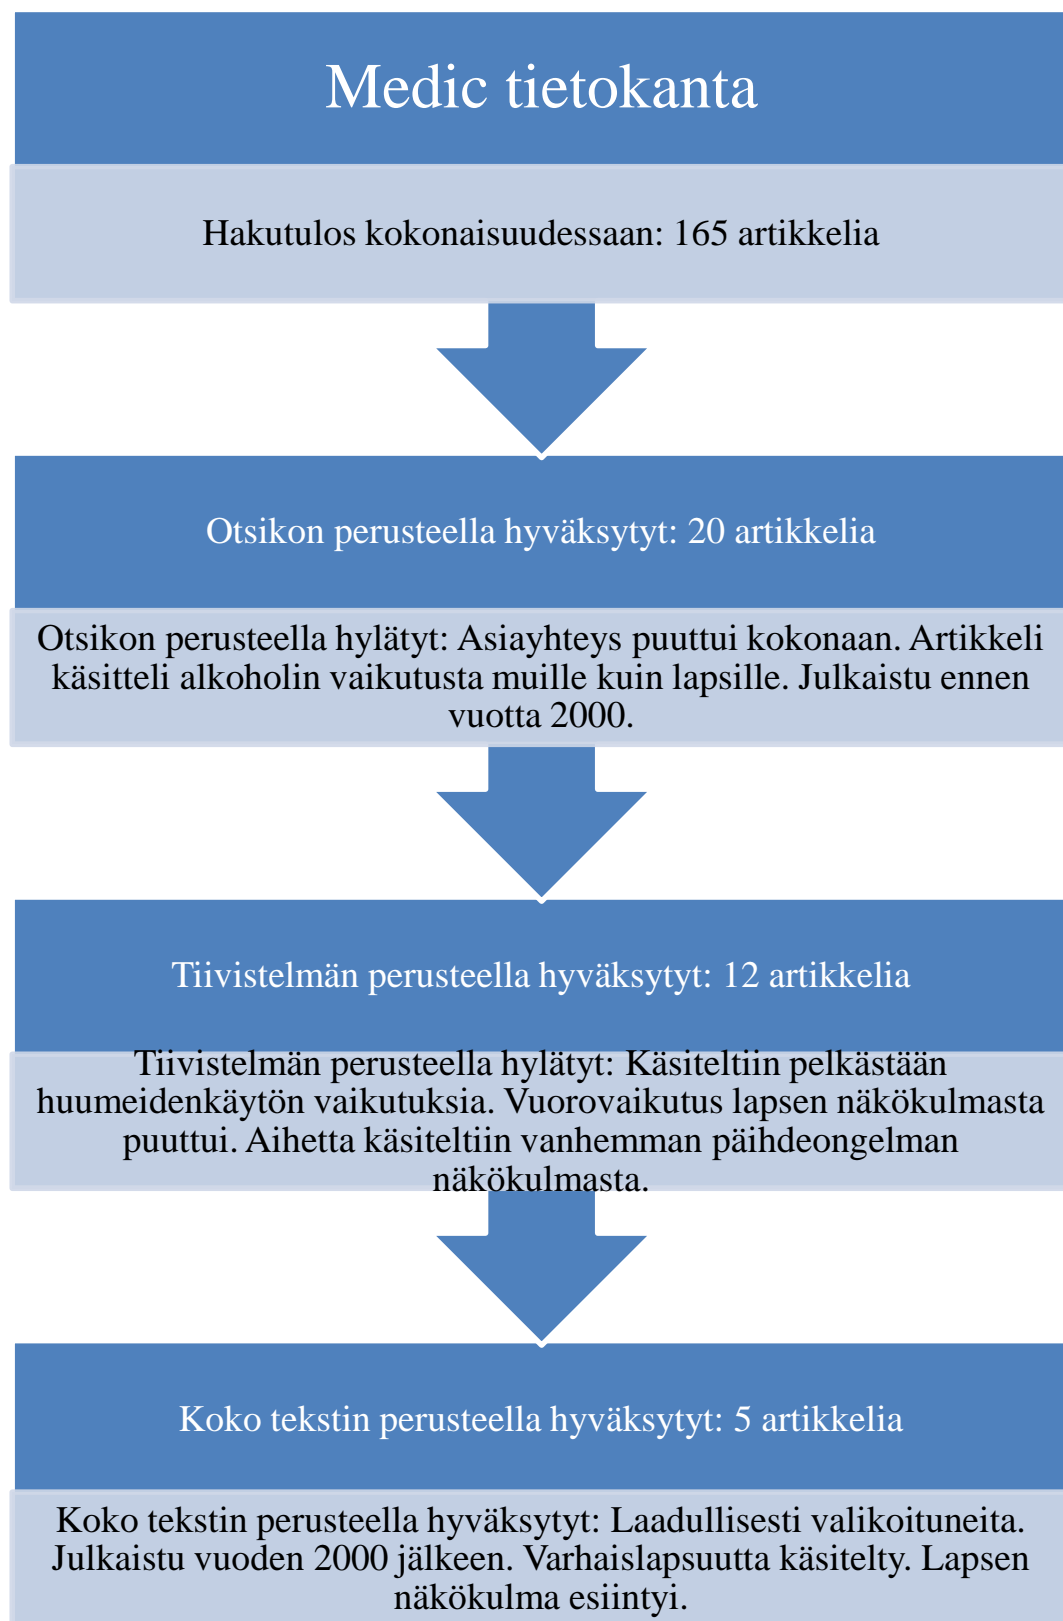 Medic tietokanta
Hakutulos kokonaisuudessaan: 165 artikkelia
Otsikon perusteella hyväksytyt: 20 artikkelia
Otsikon perusteella hylätyt: Asiayhteys puuttui kokonaan. Artikkeli
käsitteli alkoholin vaikutusta muille kuin lapsille. Julkaistu ennen
vuotta 2000.
Tiivistelmän perusteella hyväksytyt: 12 artikkelia
Tiivistelmän perusteella hylätyt: Käsiteltiin pelkästään
huumeidenkäytön vaikutuksia. Vuorovaikutus lapsen näkökulmasta
puuttui. Aihetta käsiteltiin vanhemman päihdeongelman
näkökulmasta.
Koko tekstin perusteella hyväksytyt: 5 artikkelia
Koko tekstin perusteella hyväksytyt: Laadullisesti valikoituneita.
Julkaistu vuoden 2000 jälkeen. Varhaislapsuutta käsitelty. Lapsen
näkökulma esiintyi.